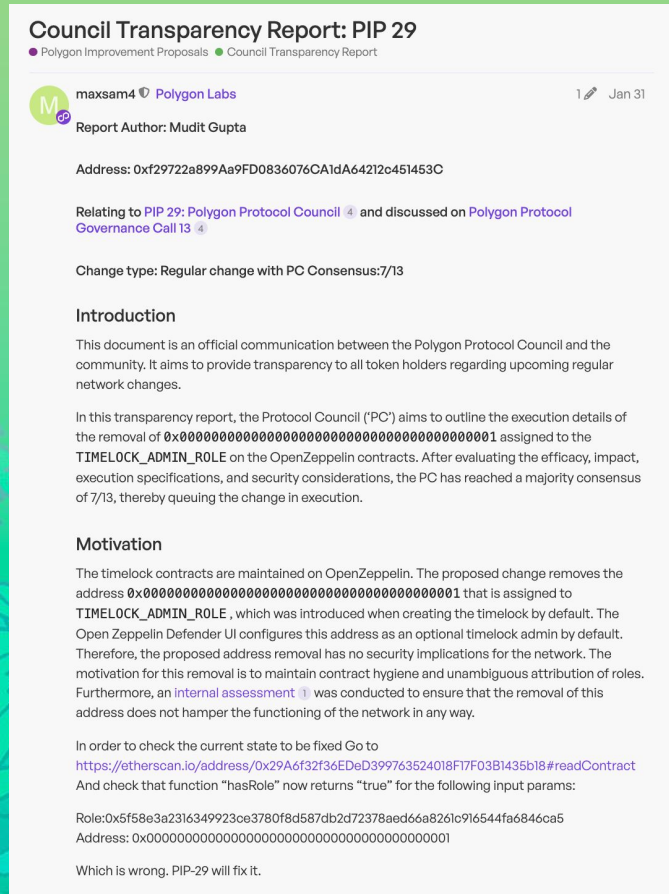 Council Transparency Report: PIP 29
Polygon Improvement Proposals Council Transparency Report
M
maxsam4 Polygon Labs 1 Jan 31
Report Author: Mudit Gupta
Address: 0xf29722a899Aa9FD0836076CA1dA64212c451453C
Relating to PIP 29: Polygon Protocol Council 4 and discussed on Polygon Protocol
Governance Call 13 4
Change type: Regular change with PC Consensus:7/13
Introduction
This document is an official communication between the Polygon Protocol Council and the
community. It aims to provide transparency to all token holders regarding upcoming regular
network changes.
In this transparency report, the Protocol Council (‘PC’) aims to outline the execution details of
the removal of 0x0000000000000000000000000000000000000001 assigned to the
TIMELOCK_ADMIN_ROLE on the OpenZeppelin contracts. After evaluating the efficacy, impact,
execution specifications, and security considerations, the PC has reached a majority consensus
of 7/13, thereby queuing the change in execution.
Motivation
The timelock contracts are maintained on OpenZeppelin. The proposed change removes the
address 0x0000000000000000000000000000000000000001 that is assigned to
TIMELOCK_ADMIN_ROLE , which was introduced when creating the timelock by default. The
Open Zeppelin Defender UI configures this address as an optional timelock admin by default.
Therefore, the proposed address removal has no security implications for the network. The
motivation for this removal is to maintain contract hygiene and unambiguous attribution of roles.
Furthermore, an internal assessment 1 was conducted to ensure that the removal of this
address does not hamper the functioning of the network in any way.
In order to check the current state to be fixed Go to
https://etherscan.io/address/0x29A6f32f36EDeD399763524018F17F03B1435b18#readContract
And check that function “hasRole” now returns “true” for the following input params:
Role:0x5f58e3a2316349923ce3780f8d587db2d72378aed66a8261c916544fa6846ca5
Address: 0x0000000000000000000000000000000000000001
Which is wrong. PIP-29 will fix it.